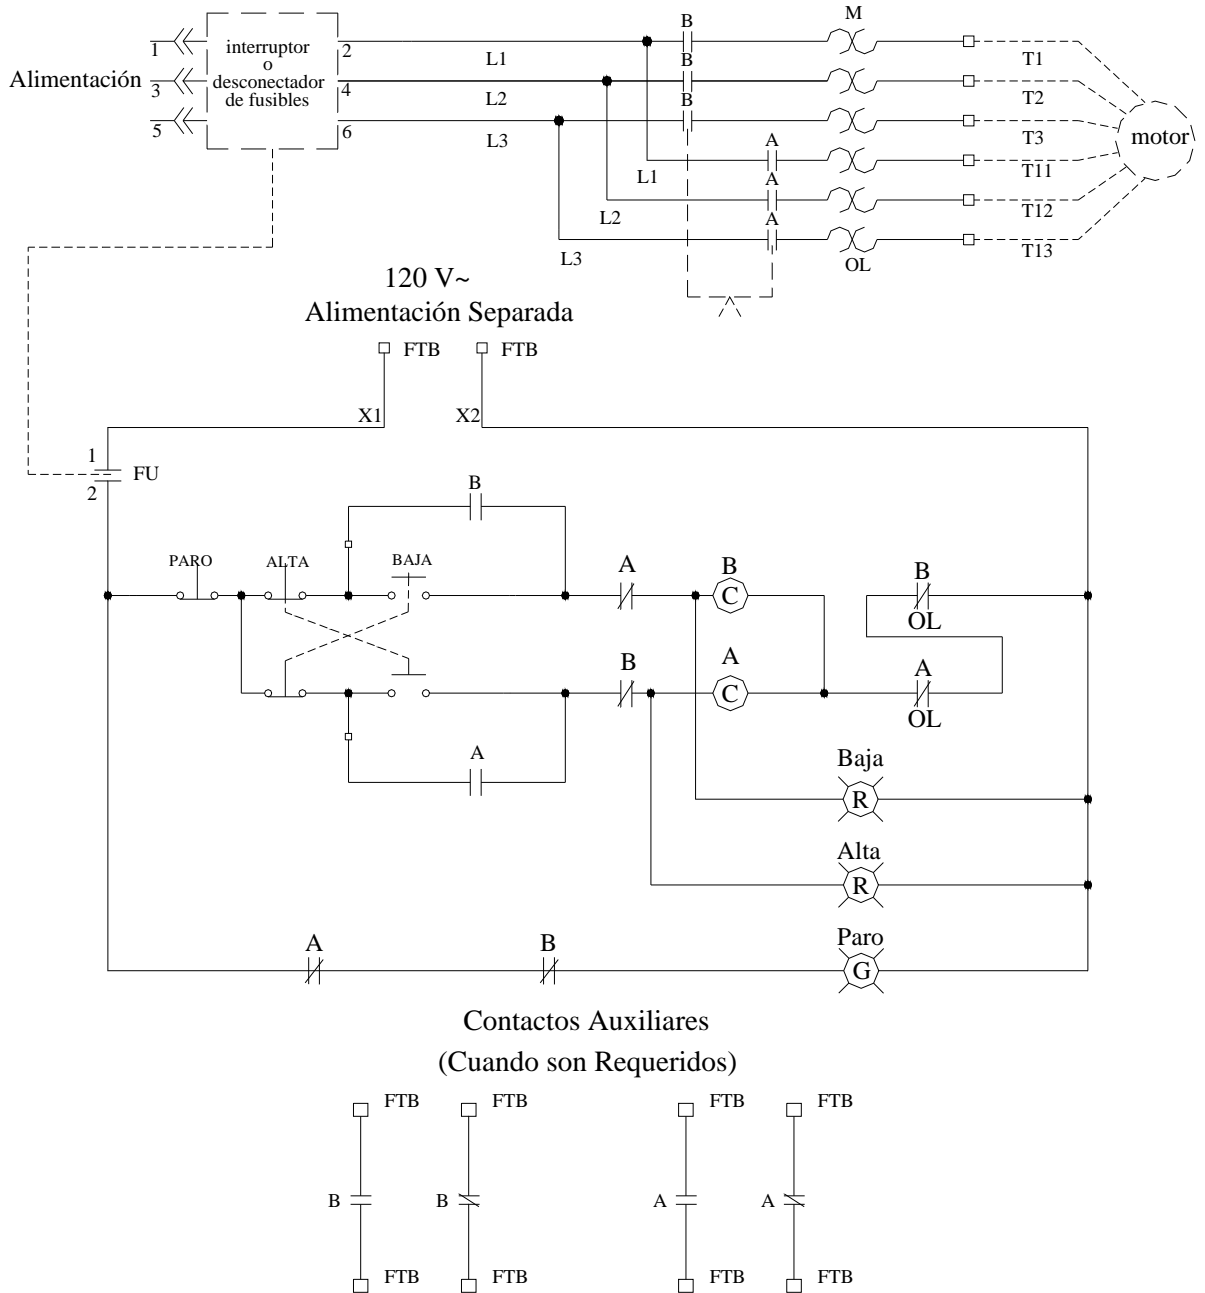 M
B
1
interruptor
o
desconectador
de fusibles
2
L1
T1
B
Alimentación
3
4
L2
T2
B
5
6
L3
T3
motor
A
L1
T11
A
L2
T12
A
L3
OL
T13
120 V~
Alimentación Separada
FTB
FTB
X1
X2
1
FU
2
B
PARO
ALTA
BAJA
A
B
C
B
OL
B
A
C
A
OL
A
Baja
R
Alta
R
A
B
Paro
G
Contactos Auxiliares
(Cuando son Requeridos)
FTB
FTB
FTB
FTB
B
B
A
A
FTB
FTB
FTB
FTB